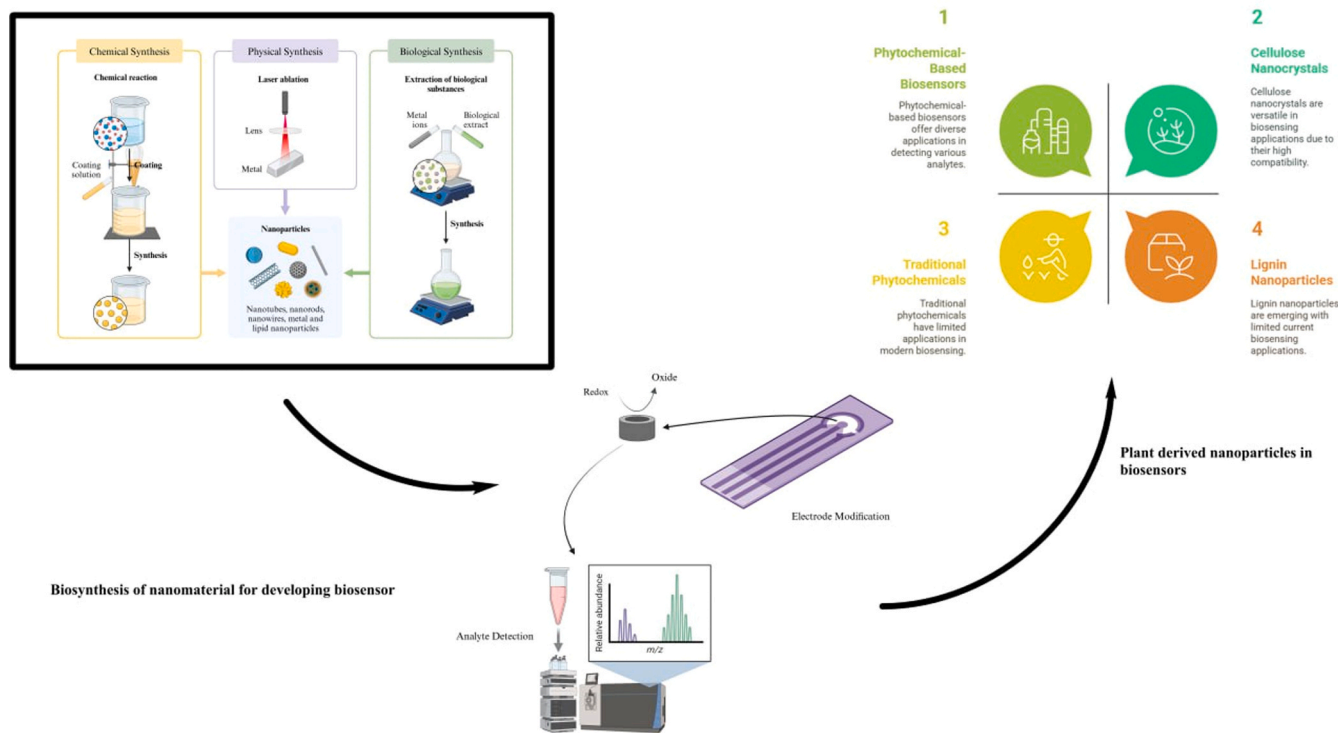 Chemical Synthesis
Chemical reaction
Coating
solution
Coating
Synthesis
Physical Synthesis
Laser ablation
Lens
Metal
Nanoparticles
Nanotubes, nanorods,
nanowires, metal and
lipid nanoparticles
Biological Synthesis
Extraction of biological
substances
Metal
ions
Biological
extract
Synthesis
1
Phytochemical-
Based
Biosensors
Phytochemical-
based biosensors
offer diverse
applications in
detecting various
analytes.
2
Cellulose
Nanocrystals
Cellulose
nanocrystals are
versatile in
biosensing
applications due to
their high
compatibility.
3
Traditional
Phytochemicals
Traditional
phytochemicals
have limited
applications in
modern biosensing.
4
Lignin
Nanoparticles
Lignin nanoparticles
are emerging with
limited current
biosensing
applications.
Redox
Oxide
Electrode Modification
Plant derived nanoparticles in
biosensors
Biosynthesis of nanomaterial for developing biosensor
Analyte Detection
Relative abundance
m/z